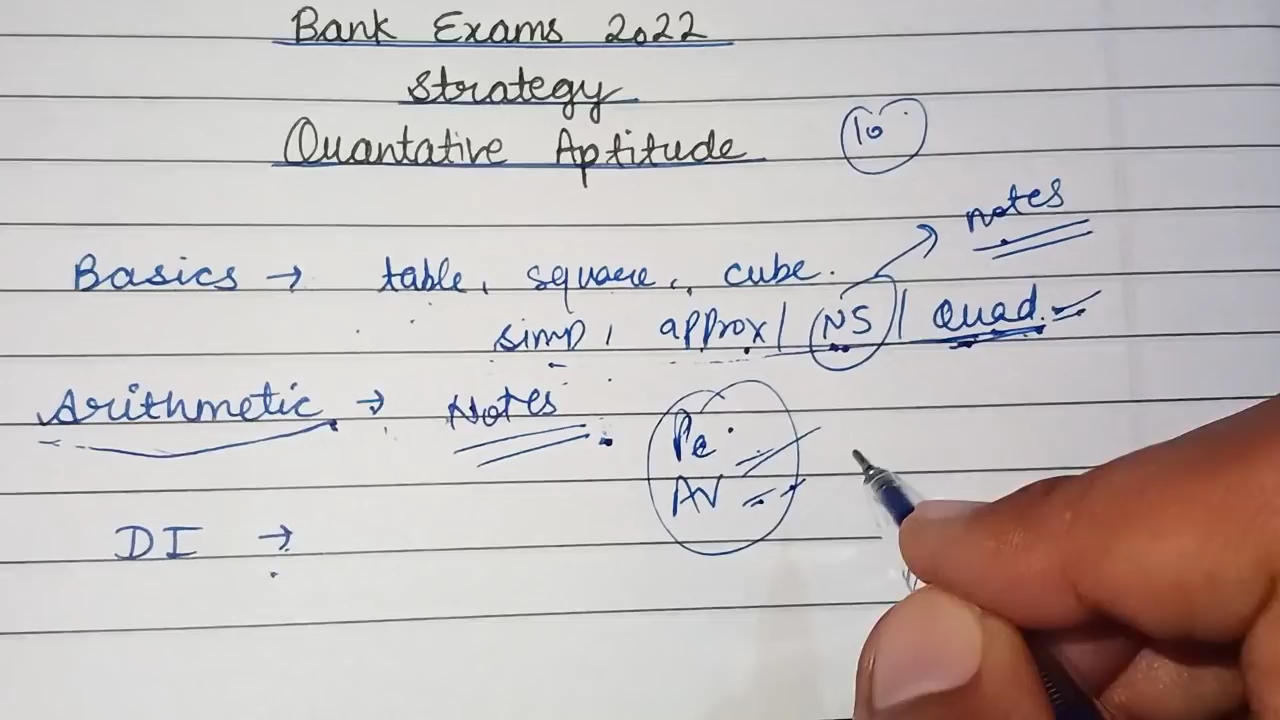 Bank Exams 2022
Strategy
Quantative Aptitude
10
Notes
Basics → table, square, cube.
simp, approx / NS / Quad.
Arithmetic → Notes
Pe
AV
DI →